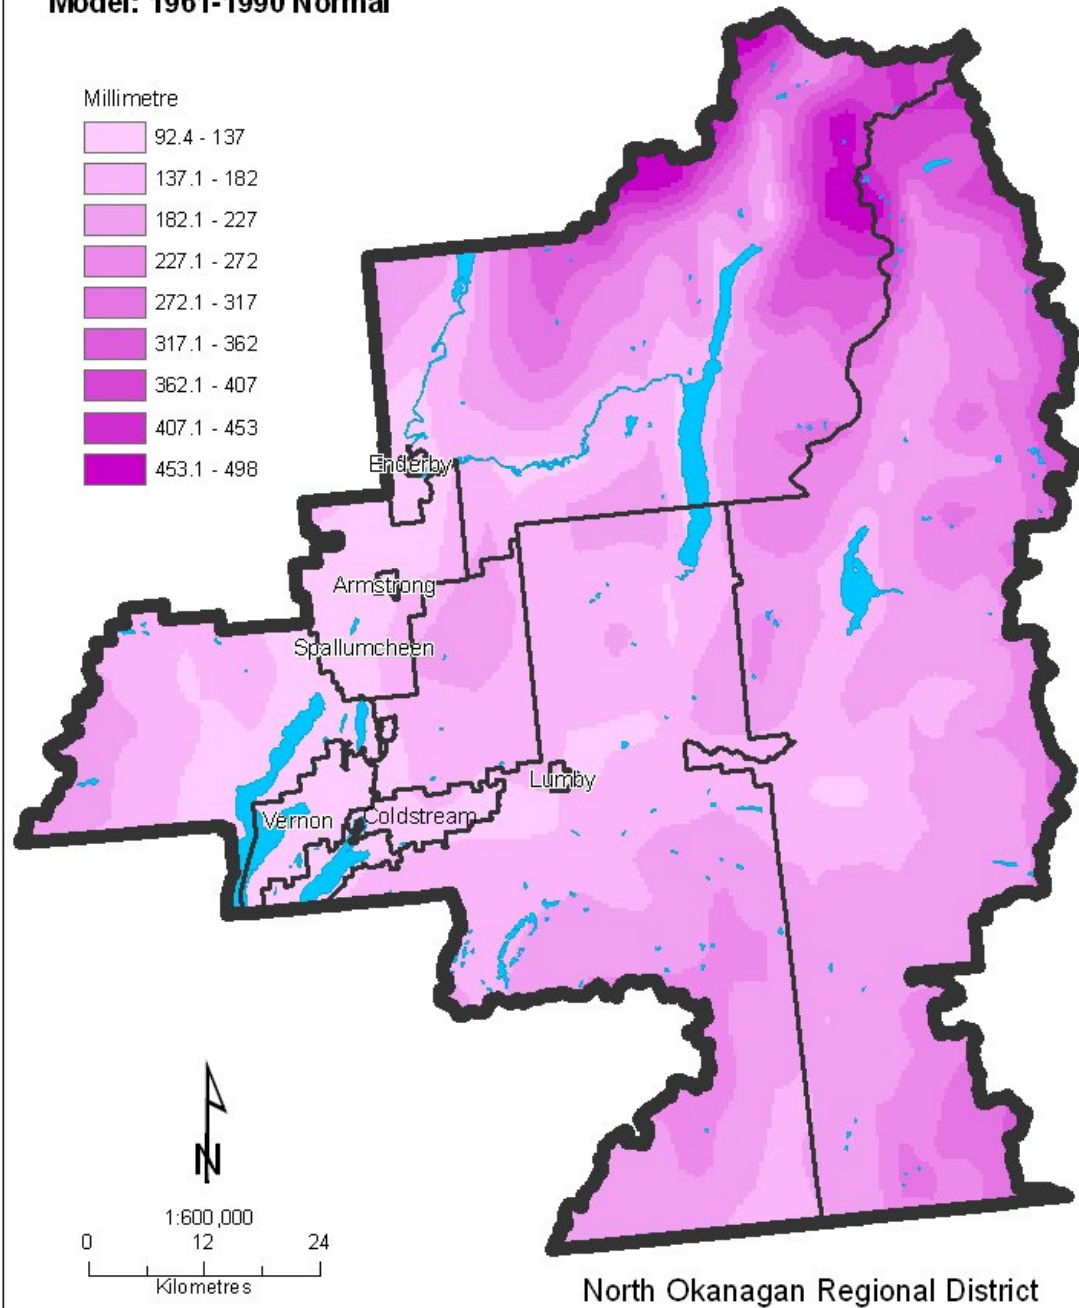 Model: 1961-1990 Normal
Millimetre
92.4 - 137
137.1 - 182
182.1 - 227
227.1 - 272
272.1 - 317
317.1 - 362
362.1 - 407
407.1 - 453
453.1 - 498
Enderby
Armstrong
Spallumcheen
Lumby
Vernon
Coldstream
N
1:600,000
0 12 24
Kilometres
North Okanagan Regional District